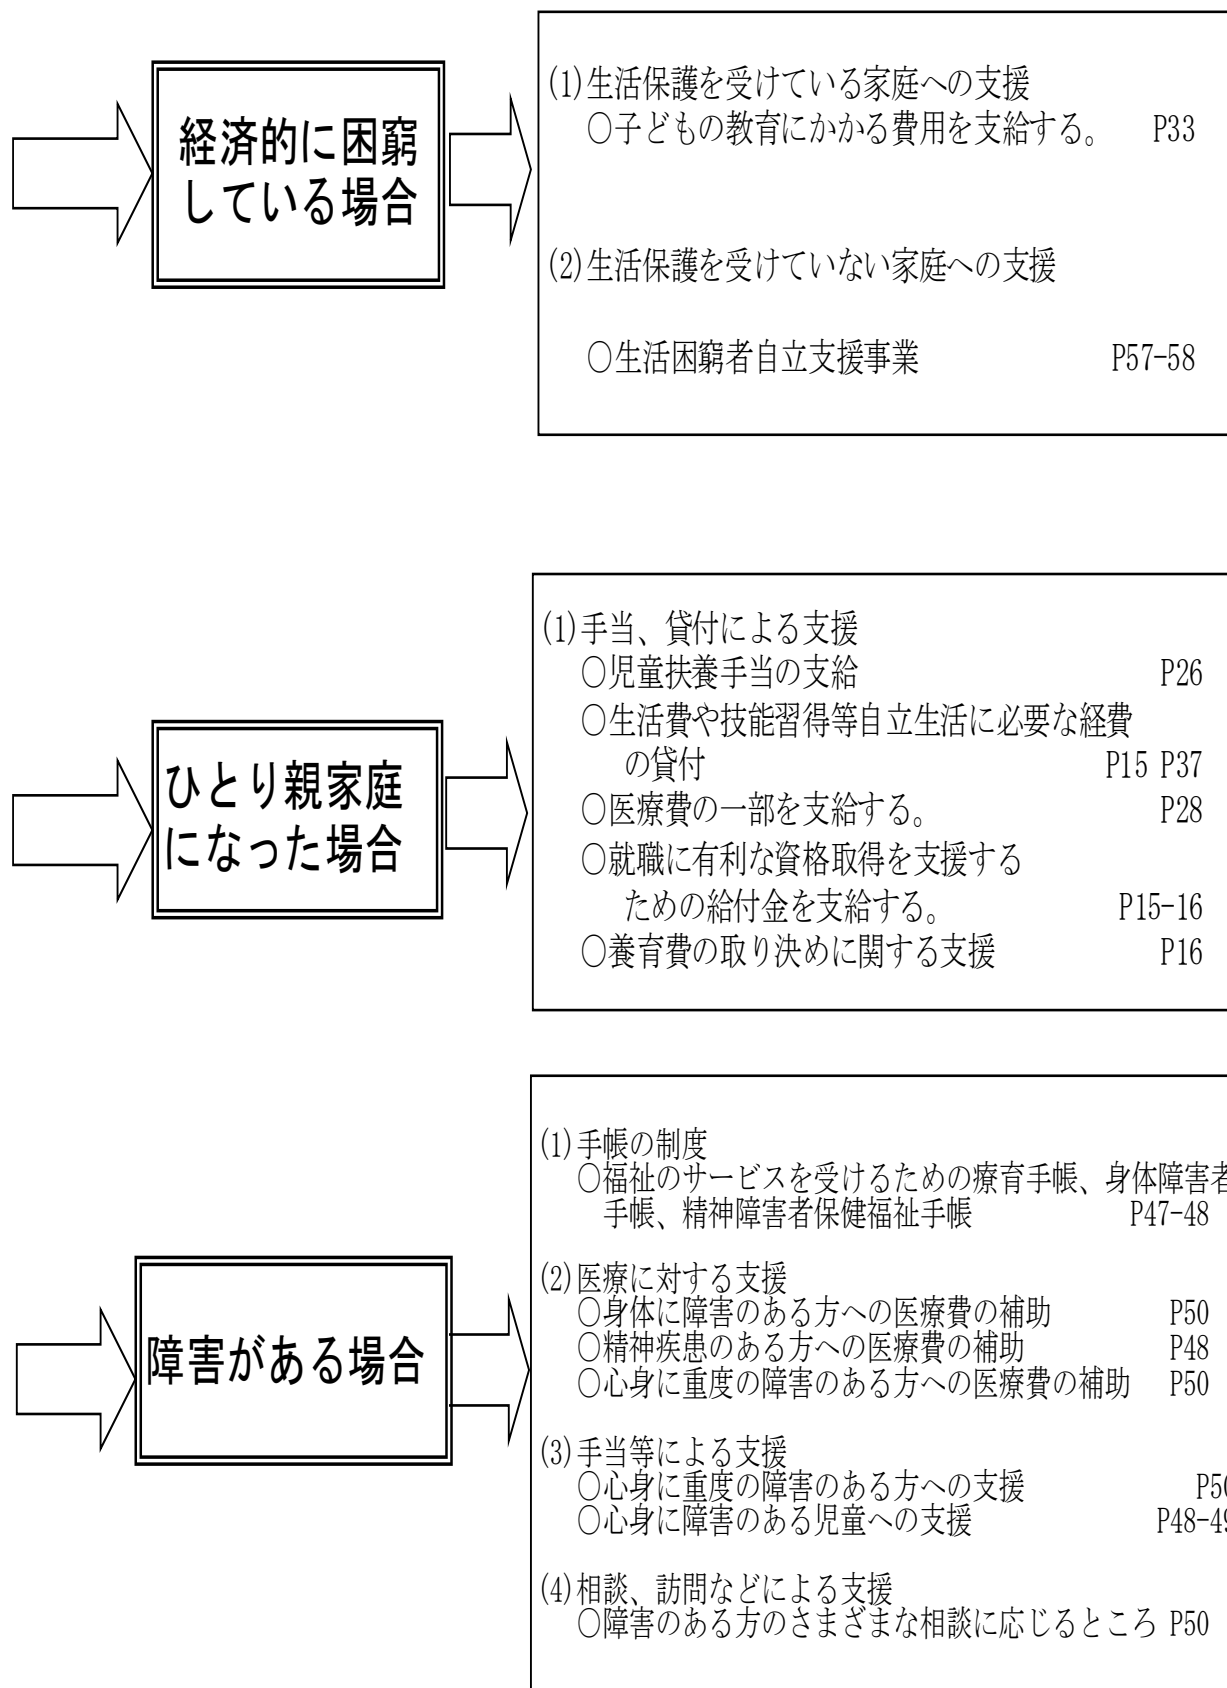 経済的に困窮
している場合
(1)生活保護を受けている家庭への支援
○子どもの教育にかかる費用を支給する。 P33
(2)生活保護を受けていない家庭への支援
○生活困窮者自立支援事業 P57-58
ひとり親家庭
になった場合
(1)手当、貸付による支援
○児童扶養手当の支給 P26
○生活費や技能習得等自立生活に必要な経費
の貸付 P15 P37
○医療費の一部を支給する。 P28
○就職に有利な資格取得を支援する
ための給付金を支給する。 P15-16
○養育費の取り決めに関する支援 P16
障害がある場合
(1)手帳の制度
○福祉のサービスを受けるための療育手帳、身体障害者
手帳、精神障害者保健福祉手帳 P47-48
(2)医療に対する支援
○身体に障害のある方への医療費の補助 P50
○精神疾患のある方への医療費の補助 P48
○心身に重度の障害のある方への医療費の補助 P50
(3)手当等による支援
○心身に重度の障害のある方への支援 P50
○心身に障害のある児童への支援 P48-49
(4)相談、訪問などによる支援
○障害のある方のさまざまな相談に応じるところ P50